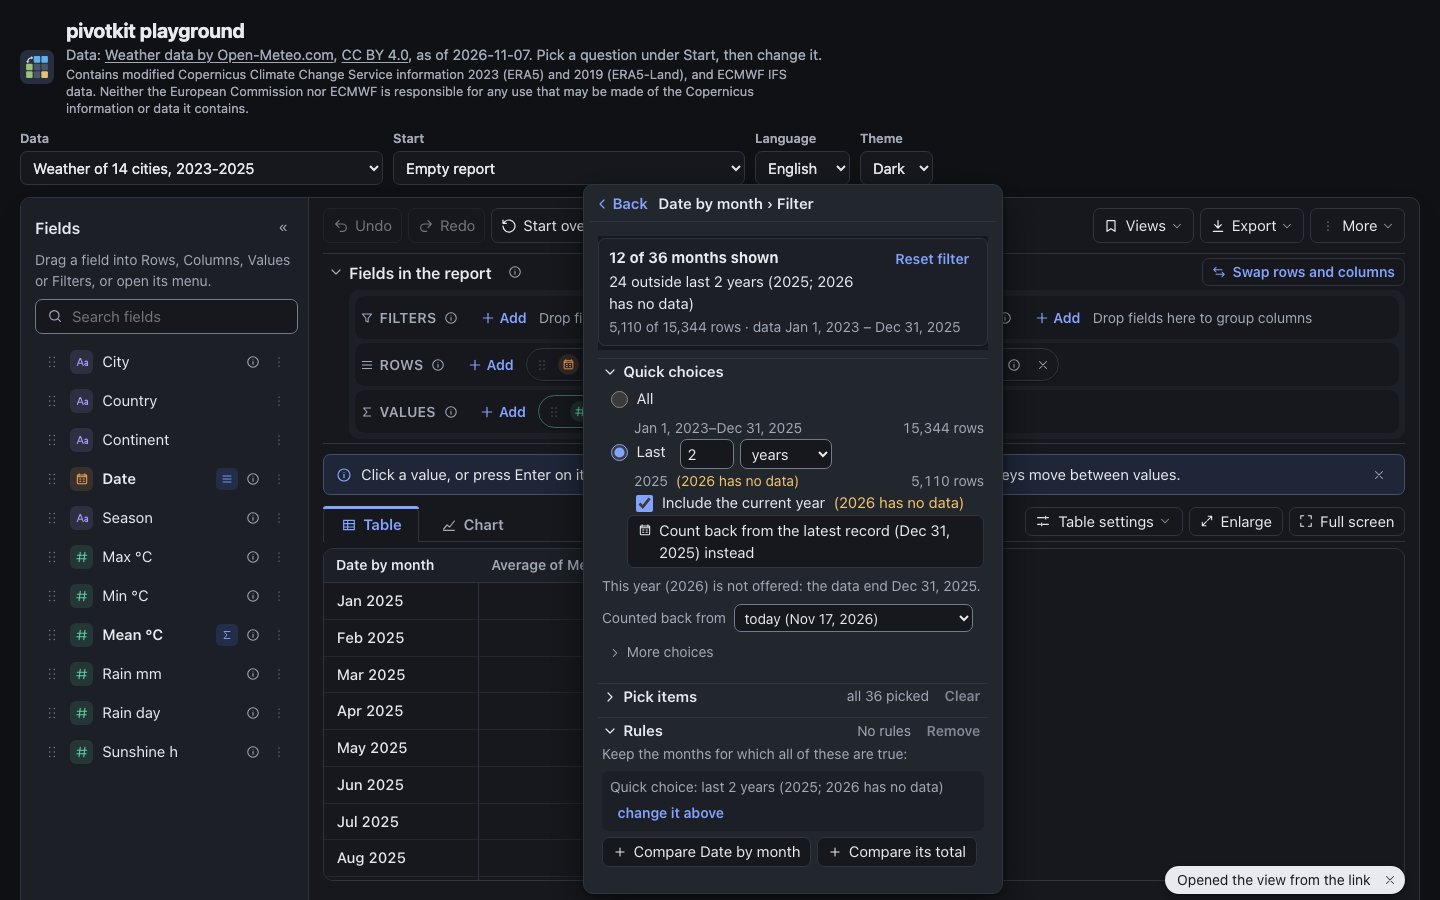 pivotkit playground
Data: Weather data by Open-Meteo.com, CC BY 4.0, as of 2026-11-07. Pick a question under Start, then change it.
Contains modified Copernicus Climate Change Service information 2023 (ERA5) and 2019 (ERA5-Land), and ECMWF IFS
data. Neither the European Commission nor ECMWF is responsible for any use that may be made of the Copernicus
information or data it contains.
Data
Start
Language
Theme
Weather of 14 cities, 2023-2025
Empty report
English
Dark
Fields
«
Drag a field into Rows, Columns, Values
or Filters, or open its menu.
Search fields
Aa City
Aa Country
Aa Continent
Date
Aa Season
# Max °C
# Min °C
# Mean °C Σ
# Rain mm
# Rain day
# Sunshine h
Undo
Redo
Start ove
Views
Export
More
Fields in the report
Swap rows and columns
FILTERS
+ Add
Drop fi
+ Add
Drop fields here to group columns
ROWS
+ Add
Σ VALUES
+ Add
#
Click a value, or press Enter on it
eys move between values.
Table
Chart
Table settings
Enlarge
Full screen
Date by month
Average of Me
Jan 2025
Feb 2025
Mar 2025
Apr 2025
May 2025
Jun 2025
Jul 2025
Aug 2025
Back
Date by month › Filter
12 of 36 months shown
Reset filter
24 outside last 2 years (2025; 2026
has no data)
5,110 of 15,344 rows · data Jan 1, 2023 – Dec 31, 2025
Quick choices
All
Jan 1, 2023–Dec 31, 2025
15,344 rows
Last
2
years
2025 (2026 has no data)
5,110 rows
Include the current year (2026 has no data)
Count back from the latest record (Dec 31,
2025) instead
This year (2026) is not offered: the data end Dec 31, 2025.
Counted back from
today (Nov 17, 2026)
More choices
Pick items
all 36 picked
Clear
Rules
No rules
Remove
Keep the months for which all of these are true:
Quick choice: last 2 years (2025; 2026 has no data)
change it above
+ Compare Date by month
+ Compare its total
Opened the view from the link